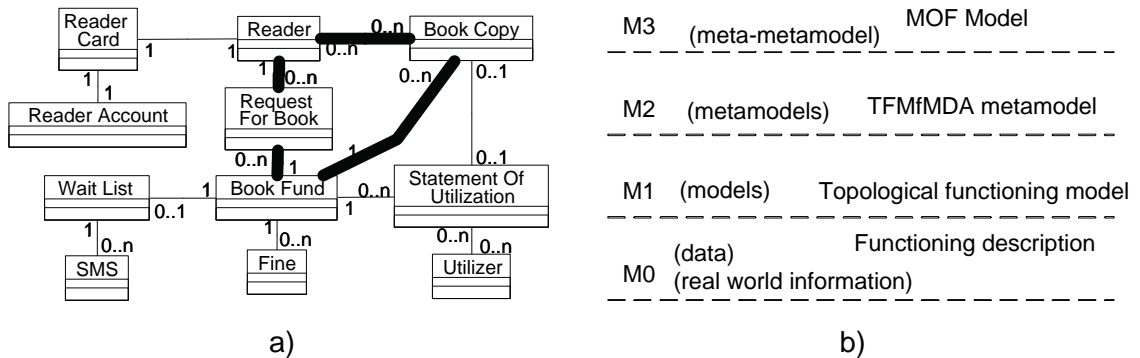 Reader Card
1
1
Reader
0..n
0..n
Book Copy
1
1
1
0..n
0..n
0..1
Reader Account
Request For Book
0..n
1
1
0..1
Wait List
1
0..1
Book Fund
0..n
1
Statement Of Utilization
1
0..n
1
0..n
0..n
0..n
SMS
Fine
Utilizer
a)
M3 (meta-metamodel) MOF Model
M2 (metamodels) TFMfMDA metamodel
M1 (models) Topological functioning model
M0 (data) (real world information) Functioning description
b)